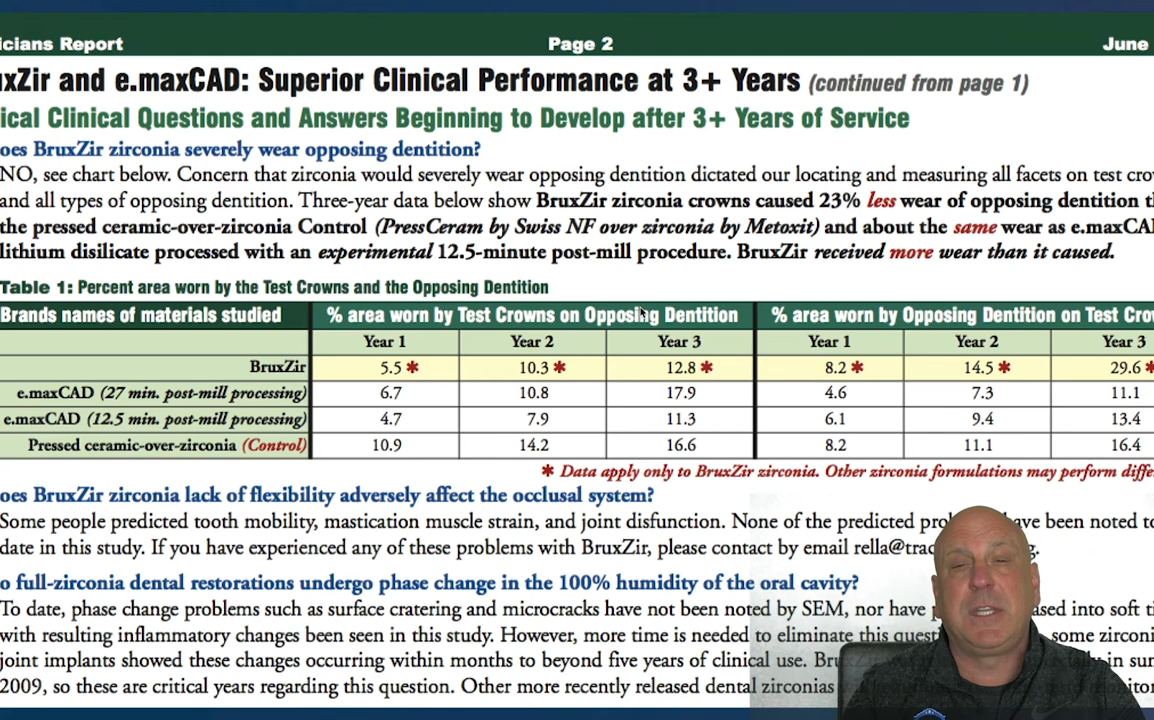 icians Report Page 2 June
xZir and e.maxCAD: Superior Clinical Performance at 3+ Years (continued from page 1)
ical Clinical Questions and Answers Beginning to Develop after 3+ Years of Service
oes BruxZir zirconia severely wear opposing dentition?
NO, see chart below. Concern that zirconia would severely wear opposing dentition dictated our locating and measuring all facets on test
and all types of opposing dentition. Three-year data below show BruxZir zirconia crowns caused 23% less wear of opposing dentition
the pressed ceramic-over-zirconia Control (PressCeram by Swiss NF over zirconia by Metoxit) and about the same wear as
lithium disilicate processed with an experimental 12.5-minute post-mill procedure. BruxZir received more wear than it caused.
Table 1: Percent area worn by the Test Crowns and the Opposing Dentition
Brands names of materials studied % area worn by Test Crowns on Opposing Dentition % area worn by Opposing Dentition on Test
Year 1 Year 2 Year 3 Year 1 Year 2 Year 3
BruxZir 5.5 * 10.3 * 12.8 * 8.2 * 14.5 * 29.6 *
e.maxCAD (27 min. post-mill processing) 6.7 10.8 17.9 4.6 7.3 11.1
e.maxCAD (12.5 min. post-mill processing) 4.7 7.9 11.3 6.1 9.4 13.4
Pressed ceramic-over-zirconia (Control) 10.9 14.2 16.6 8.2 11.1 16.4
* Data apply only to BruxZir zirconia. Other zirconia formulations may perform
oes BruxZir zirconia lack of flexibility adversely affect the occlusal system?
Some people predicted tooth mobility, mastication muscle strain, and joint disfunction. None of the predicted have been noted
date in this study. If you have experienced any of these problems with BruxZir, please contact by email
o full-zirconia dental restorations undergo phase change in the 100% humidity of the oral cavity?
To date, phase change problems such as surface cratering and microcracks have not been noted by SEM, nor have into soft
with resulting inflammatory changes been seen in this study. However, more time is needed to eliminate this some
joint implants showed these changes occurring within months to beyond five years of clinical use. in
2009, so these are critical years regarding this question. Other more recently released dental zirconias